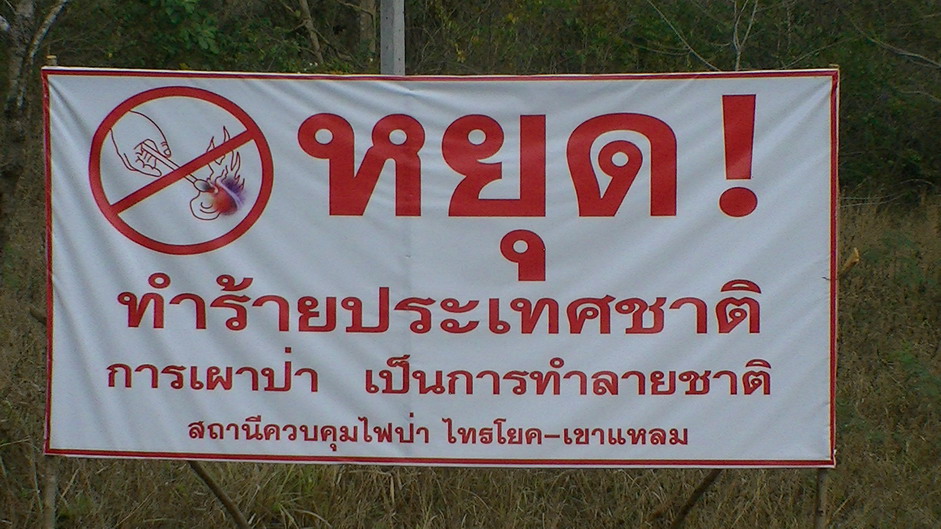 หยุด!
ทำร้ายประเทศชาติ
การเผาป่า เป็นการทำลายชาติ
สถานีควบคุมไฟป่า ไทรโยค-เขาแหลม